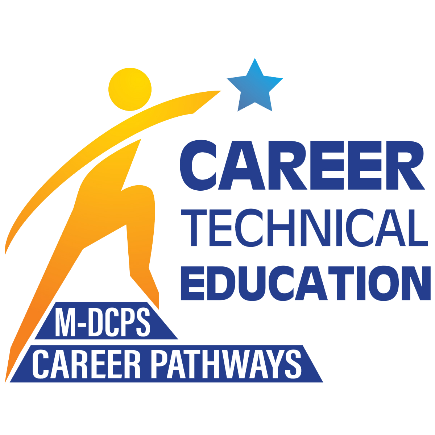 CAREER
TECHNICAL
EDUCATION
M-DCPS
CAREER PATHWAYS